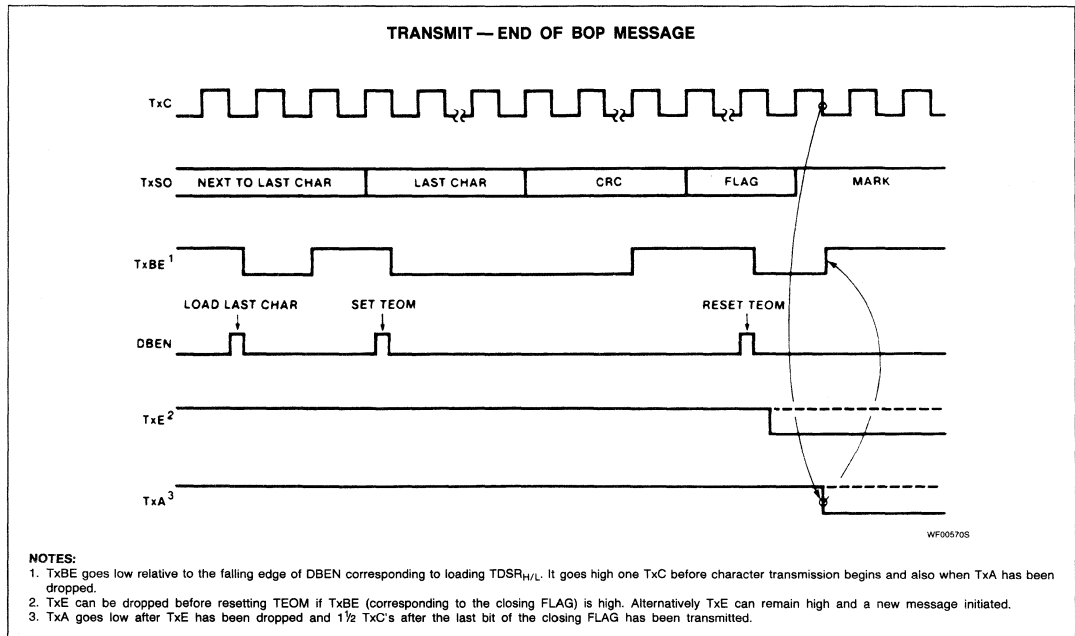 TRANSMIT — END OF BOP MESSAGE
TxC
TxSO
NEXT TO LAST CHAR
LAST CHAR
CRC
FLAG
MARK
TxBE1
LOAD LAST CHAR
SET TEOM
RESET TEOM
DBEN
TxE2
TxA3
WF00570S
NOTES:
1. TxBE goes low relative to the falling edge of DBEN corresponding to loading TDSRH/L. It goes high one TxC before character transmission begins and also when TxA has been
dropped.
2. TxE can be dropped before resetting TEOM if TxBE (corresponding to the closing FLAG) is high. Alternatively TxE can remain high and a new message initiated.
3. TxA goes low after TxE has been dropped and 1½ TxC's after the last bit of the closing FLAG has been transmitted.